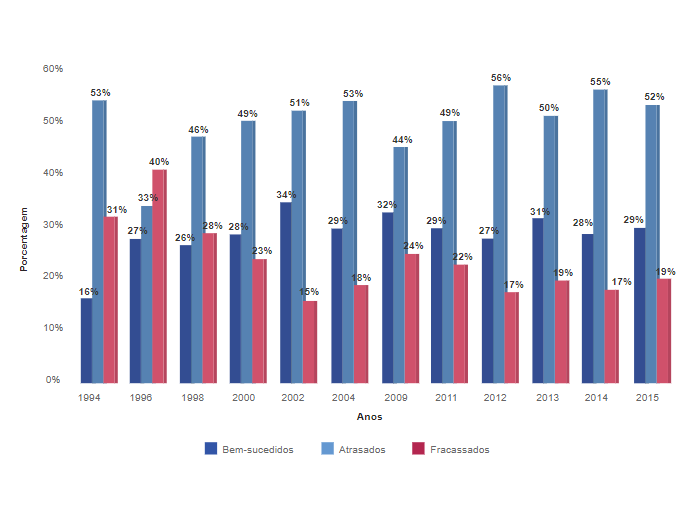 60%
50%
40%
30%
20%
10%
0%
Porcentagem
16% 53% 31%
27% 33% 40%
26% 46% 28%
28% 49% 23%
34% 51% 15%
29% 53% 18%
32% 44% 24%
29% 49% 22%
27% 56% 17%
31% 50% 19%
28% 55% 17%
29% 52% 19%
1994 1996 1998 2000 2002 2004 2009 2011 2012 2013 2014 2015
Anos
Bem-sucedidos Atrasados Fracassados